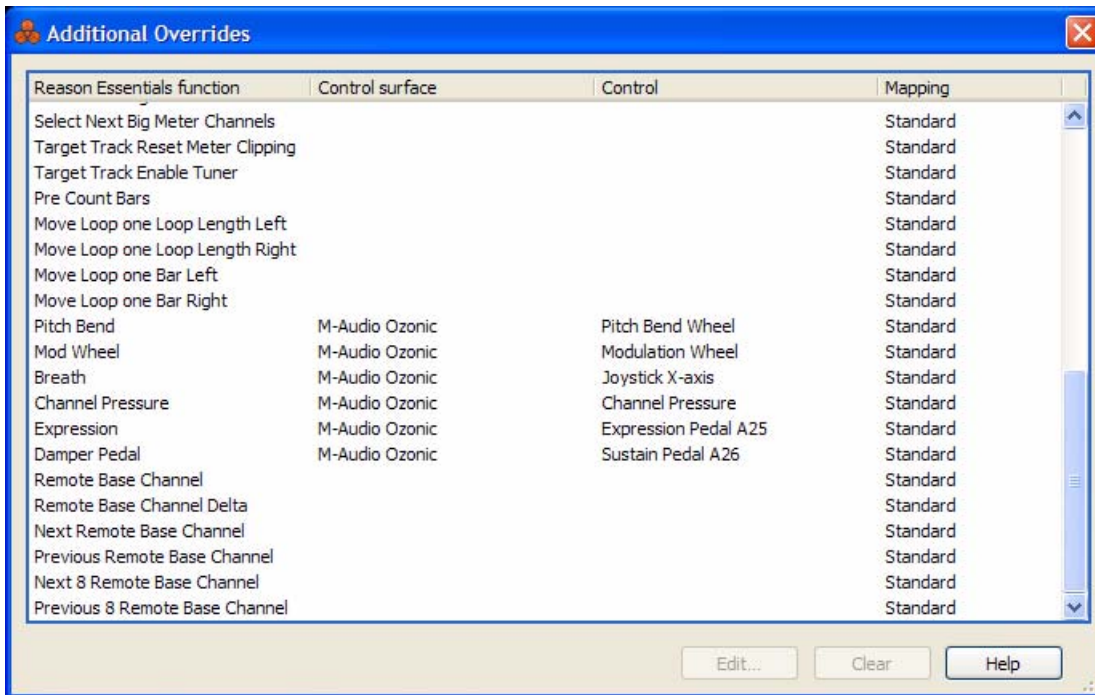 Additional Overrides
Reason Essentials function Control surface Control Mapping
Select Next Big Meter Channels Standard
Target Track Reset Meter Clipping Standard
Target Track Enable Tuner Standard
Pre Count Bars Standard
Move Loop one Loop Length Left Standard
Move Loop one Loop Length Right Standard
Move Loop one Bar Left Standard
Move Loop one Bar Right Standard
Pitch Bend M-Audio Ozonic Pitch Bend Wheel Standard
Mod Wheel M-Audio Ozonic Modulation Wheel Standard
Breath M-Audio Ozonic Joystick X-axis Standard
Channel Pressure M-Audio Ozonic Channel Pressure Standard
Expression M-Audio Ozonic Expression Pedal A25 Standard
Damper Pedal M-Audio Ozonic Sustain Pedal A26 Standard
Remote Base Channel Standard
Remote Base Channel Delta Standard
Next Remote Base Channel Standard
Previous Remote Base Channel Standard
Next 8 Remote Base Channel Standard
Previous 8 Remote Base Channel Standard
Edit... Clear Help